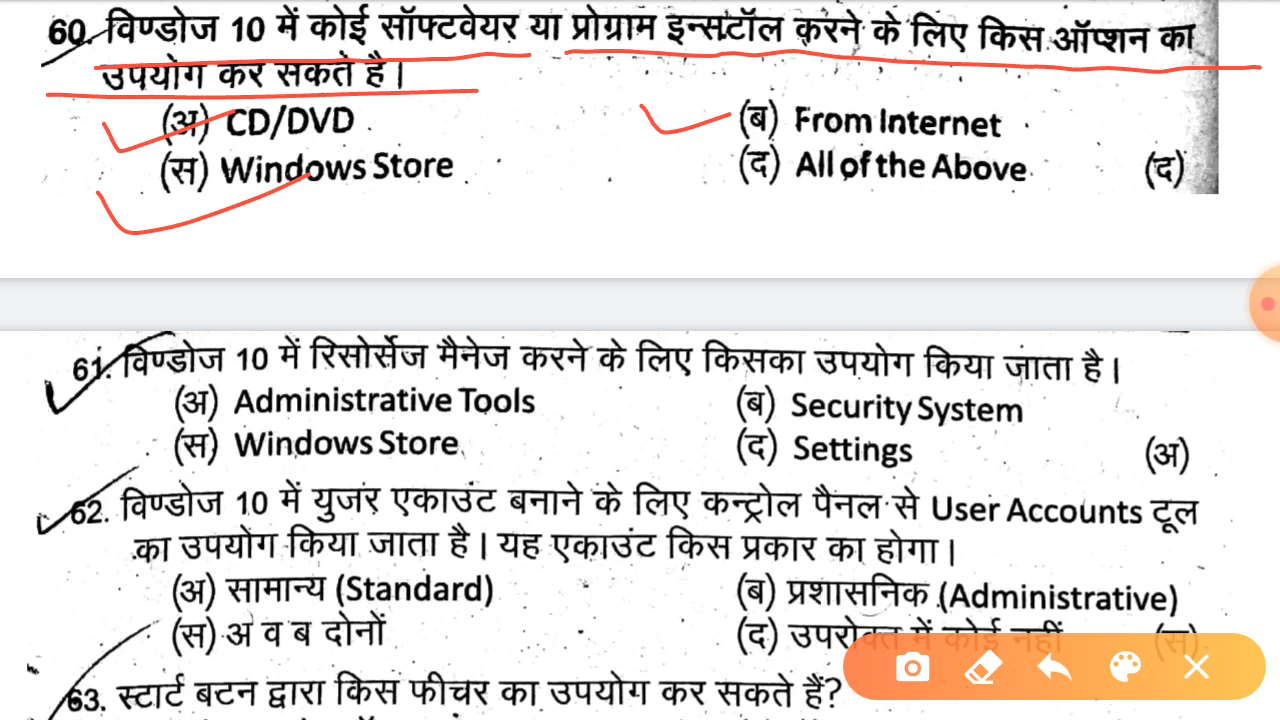 60. विण्डोज 10 में कोई सॉफ्टवेयर या प्रोग्राम इन्सटॉल करने के लिए किस ऑप्शन का
उपयोग कर सकते है।
(अ) CD/DVD (ब) From Internet
(स) Windows Store (द) All of the Above (द)
61. विण्डोज 10 में रिसोर्सेज मैनेज करने के लिए किसका उपयोग किया जाता है।
(अ) Administrative Tools (ब) Security System
(स) Windows Store (द) Settings (अ)
62. विण्डोज 10 में युजर एकाउंट बनाने के लिए कन्ट्रोल पैनल से User Accounts टूल
का उपयोग किया जाता है। यह एकाउंट किस प्रकार का होगा।
(अ) सामान्य (Standard) (ब) प्रशासनिक (Administrative)
(स) अ व ब दोनों (द) उपरोक्त में कोई नहीं (स)
63. स्टार्ट बटन द्वारा किस फीचर का उपयोग कर सकते हैं?